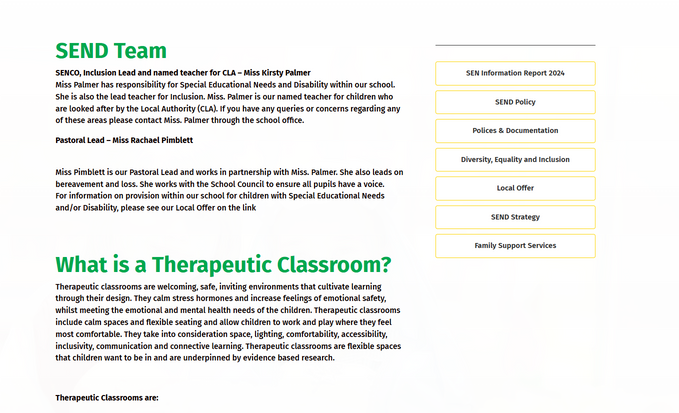 SEND Team
SENCO, Inclusion Lead and named teacher for CLA – Miss Kirsty Palmer
Miss Palmer has responsibility for Special Educational Needs and Disability within our school.
She is also the lead teacher for Inclusion. Miss. Palmer is our named teacher for children who
are looked after by the Local Authority (CLA). If you have any queries or concerns regarding any
of these areas please contact Miss. Palmer through the school office.
Pastoral Lead – Miss Rachael Pimblett
Miss Pimblett is our Pastoral Lead and works in partnership with Miss. Palmer. She also leads on
bereavement and loss. She works with the School Council to ensure all pupils have a voice.
For information on provision within our school for children with Special Educational Needs
and/or Disability, please see our Local Offer on the link
What is a Therapeutic Classroom?
Therapeutic classrooms are welcoming, safe, inviting environments that cultivate learning
through their design. They calm stress hormones and increase feelings of emotional safety,
whilst meeting the emotional and mental health needs of the children. Therapeutic classrooms
include calm spaces and flexible seating and allow children to work and play where they feel
most comfortable. They take into consideration space, lighting, comfortability, accessibility,
inclusivity, communication and connective learning. Therapeutic classrooms are flexible spaces
that children want to be in and are underpinned by evidence based research.
Therapeutic Classrooms are:
SEN Information Report 2024
SEND Policy
Polices & Documentation
Diversity, Equality and Inclusion
Local Offer
SEND Strategy
Family Support Services